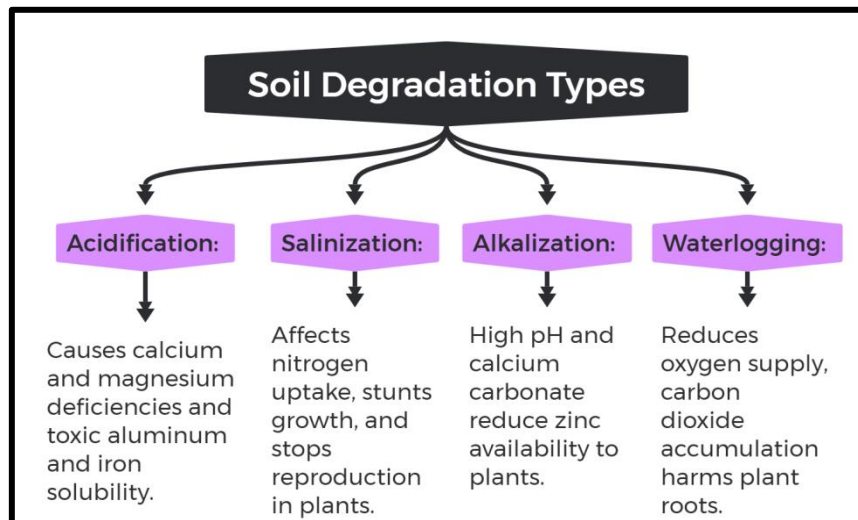 Soil Degradation Types
Acidification:
Causes calcium
and magnesium
deficiencies and
toxic aluminum
and iron
solubility.
Salinization:
Affects
nitrogen
uptake, stunts
growth, and
stops
reproduction
in plants.
Alkalization:
High pH and
calcium
carbonate
reduce zinc
availability to
plants.
Waterlogging:
Reduces
oxygen supply,
carbon
dioxide
accumulation
harms plant
roots.